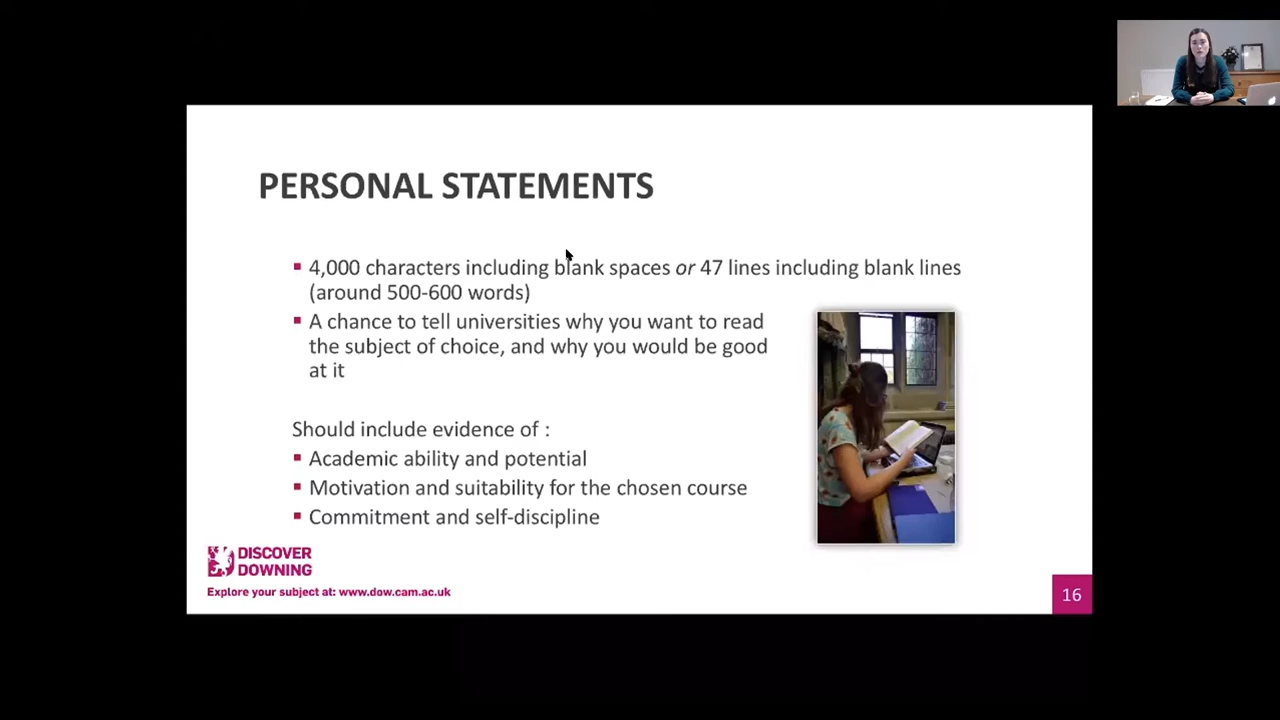 PERSONAL STATEMENTS
4,000 characters including blank spaces or 47 lines including blank lines
(around 500-600 words)
A chance to tell universities why you want to read
the subject of choice, and why you would be good
at it
Should include evidence of :
Academic ability and potential
Motivation and suitability for the chosen course
Commitment and self-discipline
DISCOVER
DOWNING
Explore your subject at: www.dow.cam.ac.uk
16